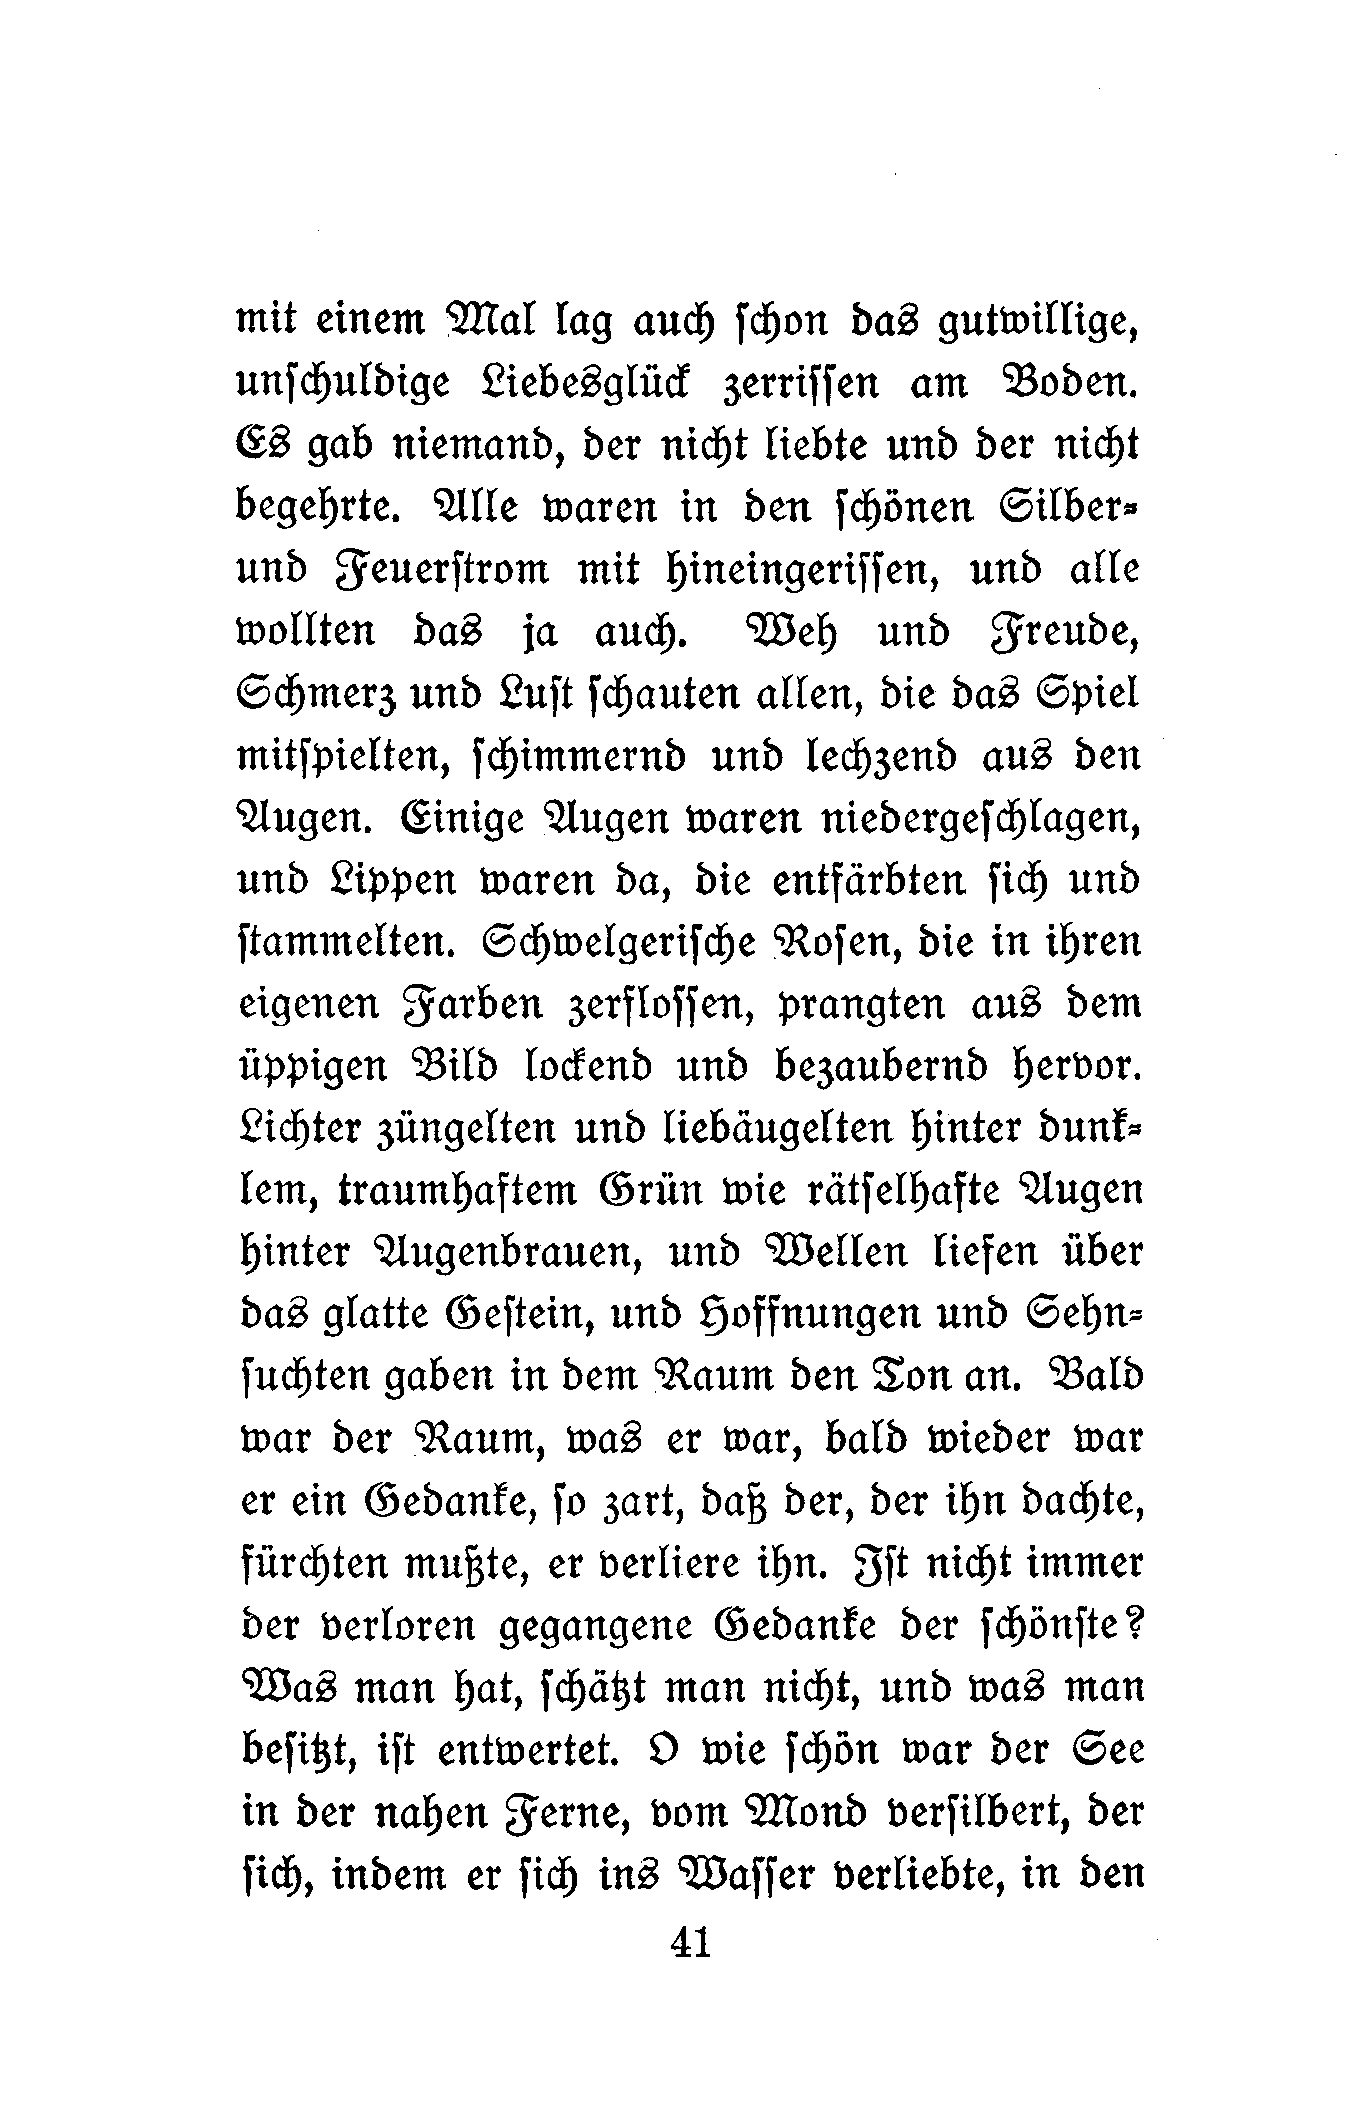 mit einem Mal lag auch ſchon das gutwillige,
unſchuldige Liebesglück zerriſſen am Boden.
Es gab niemand, der nicht liebte und der nicht
begehrte. Alle waren in den ſchönen Silber⸗
und Feuerſtrom mit hineingeriſſen, und alle
wollten das ja auch. Weh und Freude,
Schmerz und Luſt ſchauten allen, die das Spiel
mitſpielten, ſchimmernd und lechzend aus den
Augen. Einige Augen waren niedergeſchlagen,
und Lippen waren da, die entfärbten ſich und
ſtammelten. Schwelgeriſche Roſen, die in ihren
eigenen Farben zerfloſſen, prangten aus dem
üppigen Bild lockend und bezaubernd hervor.
Lichter züngelten und liebäugelten hinter dunk⸗
lem, traumhaftem Grün wie rätſelhafte Augen
hinter Augenbrauen, und Wellen liefen über
das glatte Geſtein, und Hoffnungen und Sehn⸗
ſuchten gaben in dem Raum den Ton an. Bald
war der Raum, was er war, bald wieder war
er ein Gedanke, ſo zart, daß der, der ihn dachte,
fürchten mußte, er verliere ihn. Iſt nicht immer
der verloren gegangene Gedanke der ſchönſte?
Was man hat, ſchätzt man nicht, und was man
beſitzt, iſt entwertet. O wie ſchön war der See
in der nahen Ferne, vom Mond verſilbert, der
ſich, indem er ſich ins Waſſer verliebte, in den
41